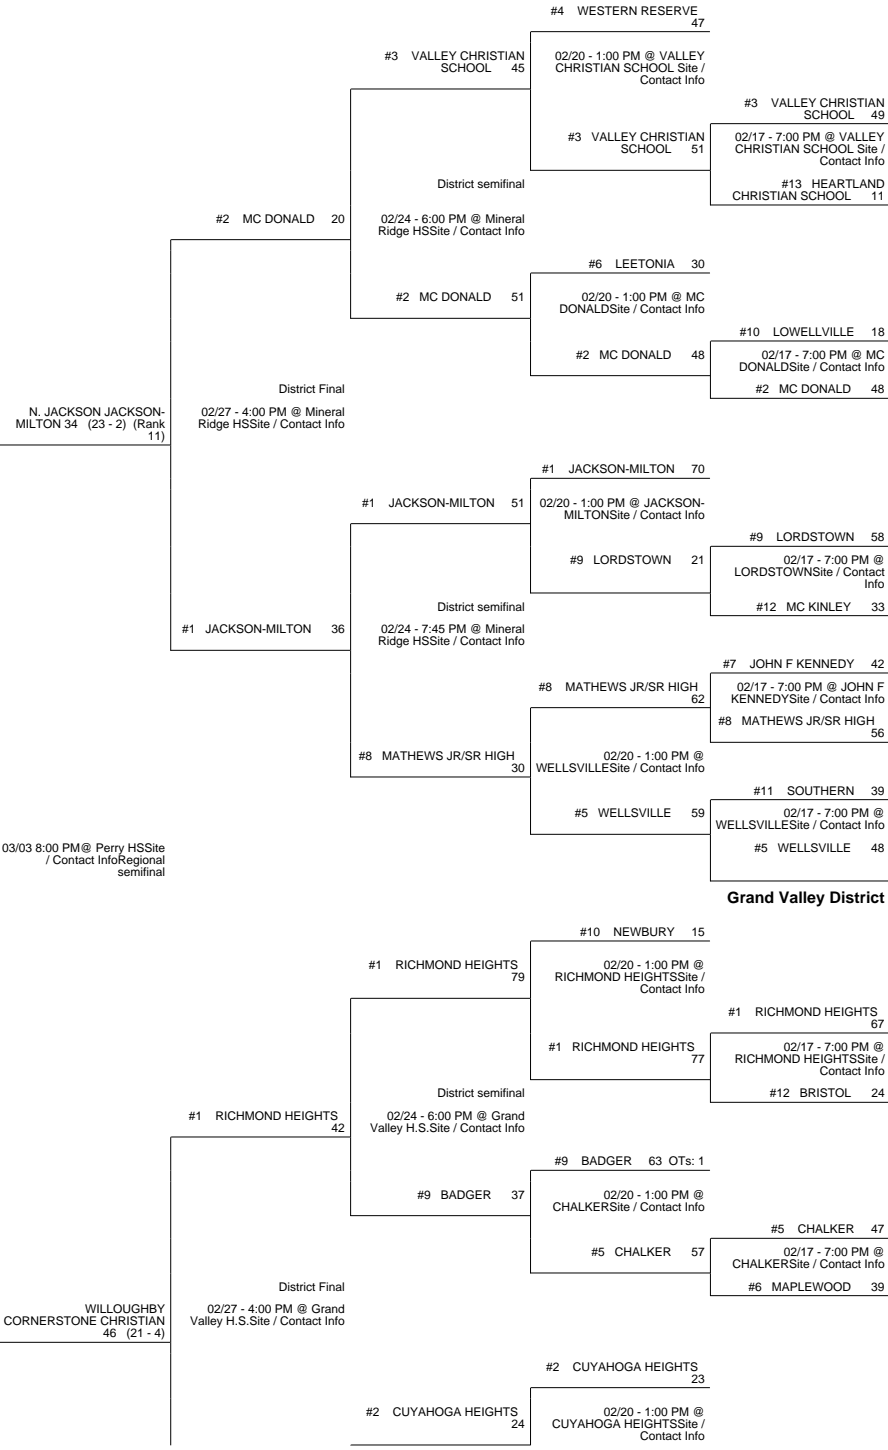 #4 WESTERN RESERVE
47
#3 VALLEY CHRISTIAN
SCHOOL 45
02/20 - 1:00 PM @ VALLEY
CHRISTIAN SCHOOL Site /
Contact Info
#3 VALLEY CHRISTIAN
SCHOOL 49
#3 VALLEY CHRISTIAN
SCHOOL 51
02/17 - 7:00 PM @ VALLEY
CHRISTIAN SCHOOL Site /
Contact Info
#13 HEARTLAND
CHRISTIAN SCHOOL 11
District semifinal
02/24 - 6:00 PM @ Mineral
Ridge HSSite / Contact Info
#2 MC DONALD 20
#6 LEETONIA 30
#2 MC DONALD 51
02/20 - 1:00 PM @ MC
DONALDSite / Contact Info
#10 LOWELLVILLE 18
#2 MC DONALD 48
02/17 - 7:00 PM @ MC
DONALDSite / Contact Info
#2 MC DONALD 48
District Final
02/27 - 4:00 PM @ Mineral
Ridge HSSite / Contact Info
N. JACKSON JACKSON-
MILTON 34 (23 - 2) (Rank
11)
#1 JACKSON-MILTON 70
#1 JACKSON-MILTON 51
02/20 - 1:00 PM @ JACKSON-
MILTONSite / Contact Info
#9 LORDSTOWN 58
#9 LORDSTOWN 21
02/17 - 7:00 PM @
LORDSTOWNSite / Contact
Info
#12 MC KINLEY 33
District semifinal
02/24 - 7:45 PM @ Mineral
Ridge HSSite / Contact Info
#1 JACKSON-MILTON 36
#7 JOHN F KENNEDY 42
#8 MATHEWS JR/SR HIGH
62
02/17 - 7:00 PM @ JOHN F
KENNEDYSite / Contact Info
#8 MATHEWS JR/SR HIGH
56
#8 MATHEWS JR/SR HIGH
30
02/20 - 1:00 PM @
WELLSVILLESite / Contact Info
#11 SOUTHERN 39
#5 WELLSVILLE 59
02/17 - 7:00 PM @
WELLSVILLESite / Contact Info
#5 WELLSVILLE 48
03/03 8:00 PM@ Perry HSSite
/ Contact InfoRegional
semifinal
Grand Valley District
#10 NEWBURY 15
#1 RICHMOND HEIGHTS
79
02/20 - 1:00 PM @
RICHMOND HEIGHTSSite /
Contact Info
#1 RICHMOND HEIGHTS
67
#1 RICHMOND HEIGHTS
77
02/17 - 7:00 PM @
RICHMOND HEIGHTSSite /
Contact Info
#12 BRISTOL 24
District semifinal
02/24 - 6:00 PM @ Grand
Valley H.S.Site / Contact Info
#1 RICHMOND HEIGHTS
42
#9 BADGER 63 OTs: 1
#9 BADGER 37
02/20 - 1:00 PM @
CHALKERSite / Contact Info
#5 CHALKER 47
#5 CHALKER 57
02/17 - 7:00 PM @
CHALKERSite / Contact Info
#6 MAPLEWOOD 39
District Final
02/27 - 4:00 PM @ Grand
Valley H.S.Site / Contact Info
WILLOUGHBY
CORNERSTONE CHRISTIAN
46 (21 - 4)
#2 CUYAHOGA HEIGHTS
23
#2 CUYAHOGA HEIGHTS
24
02/20 - 1:00 PM @
CUYAHOGA HEIGHTSSite /
Contact Info